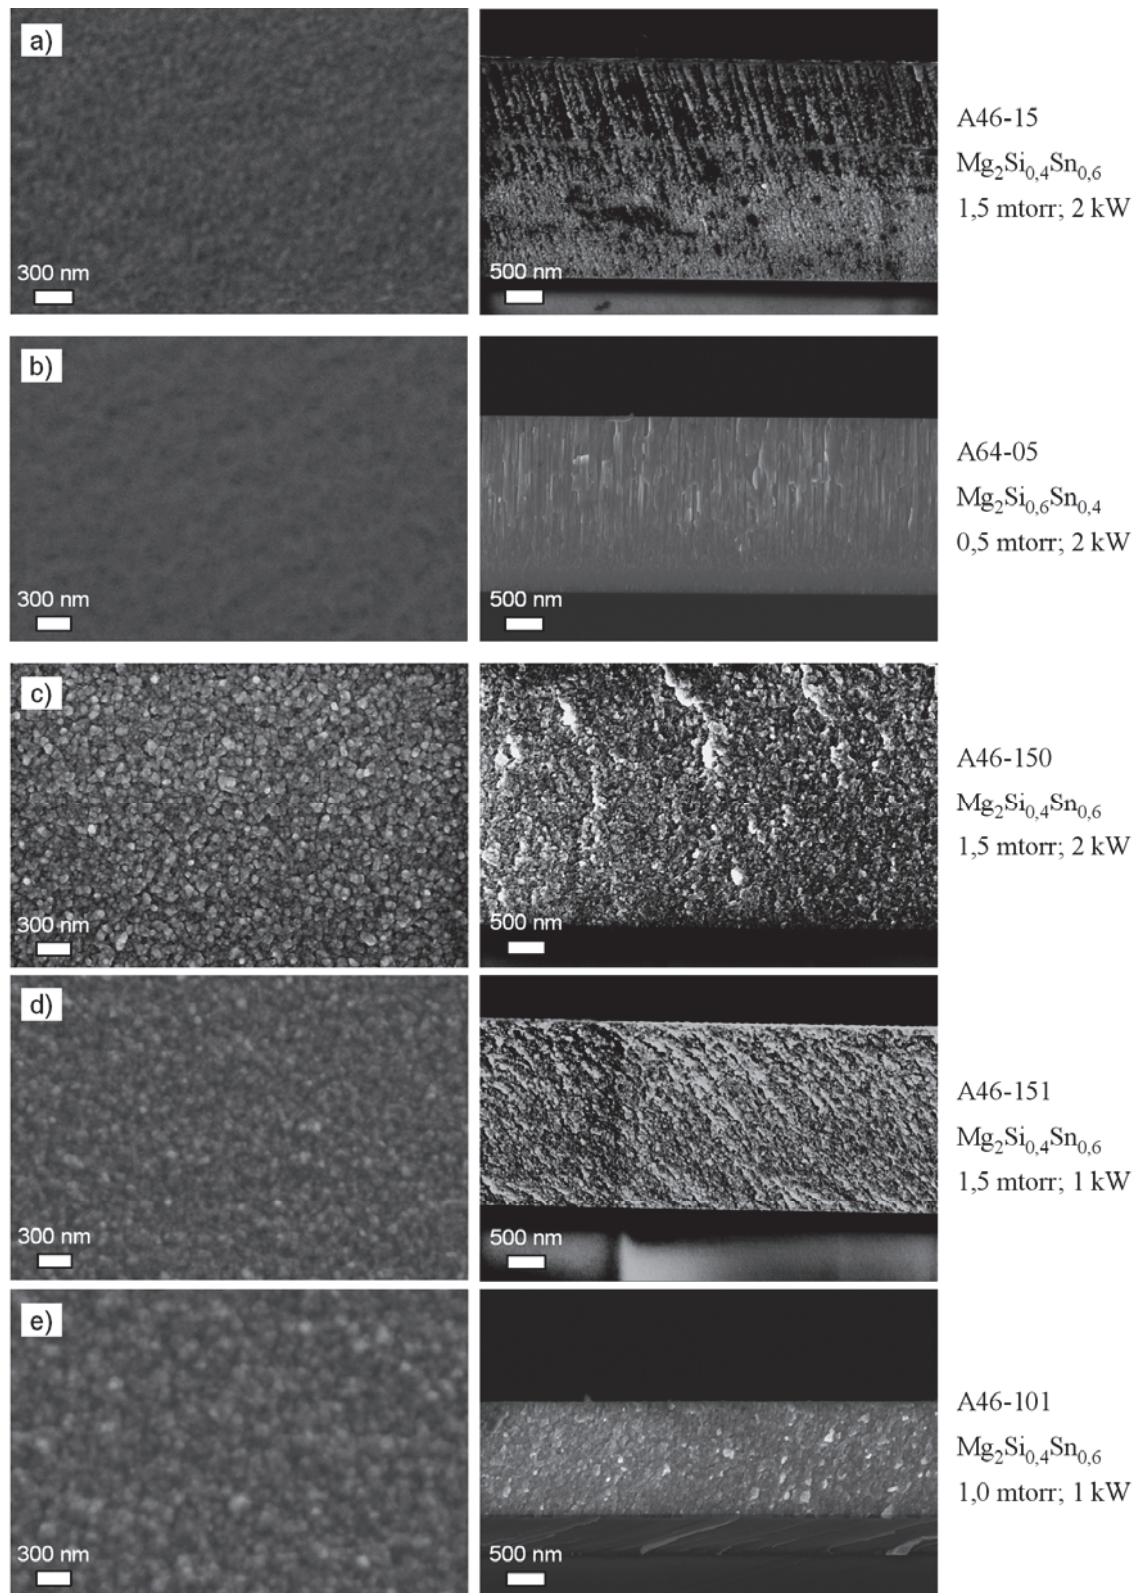 a)
300 nm
500 nm
A46-15
Mg₂Si₀,₄Sn₀,₆
1,5 mtorr; 2 kW
b)
300 nm
500 nm
A64-05
Mg₂Si₀,₆Sn₀,₄
0,5 mtorr; 2 kW
c)
300 nm
500 nm
A46-150
Mg₂Si₀,₄Sn₀,₆
1,5 mtorr; 2 kW
d)
300 nm
500 nm
A46-151
Mg₂Si₀,₄Sn₀,₆
1,5 mtorr; 1 kW
e)
300 nm
500 nm
A46-101
Mg₂Si₀,₄Sn₀,₆
1,0 mtorr; 1 kW